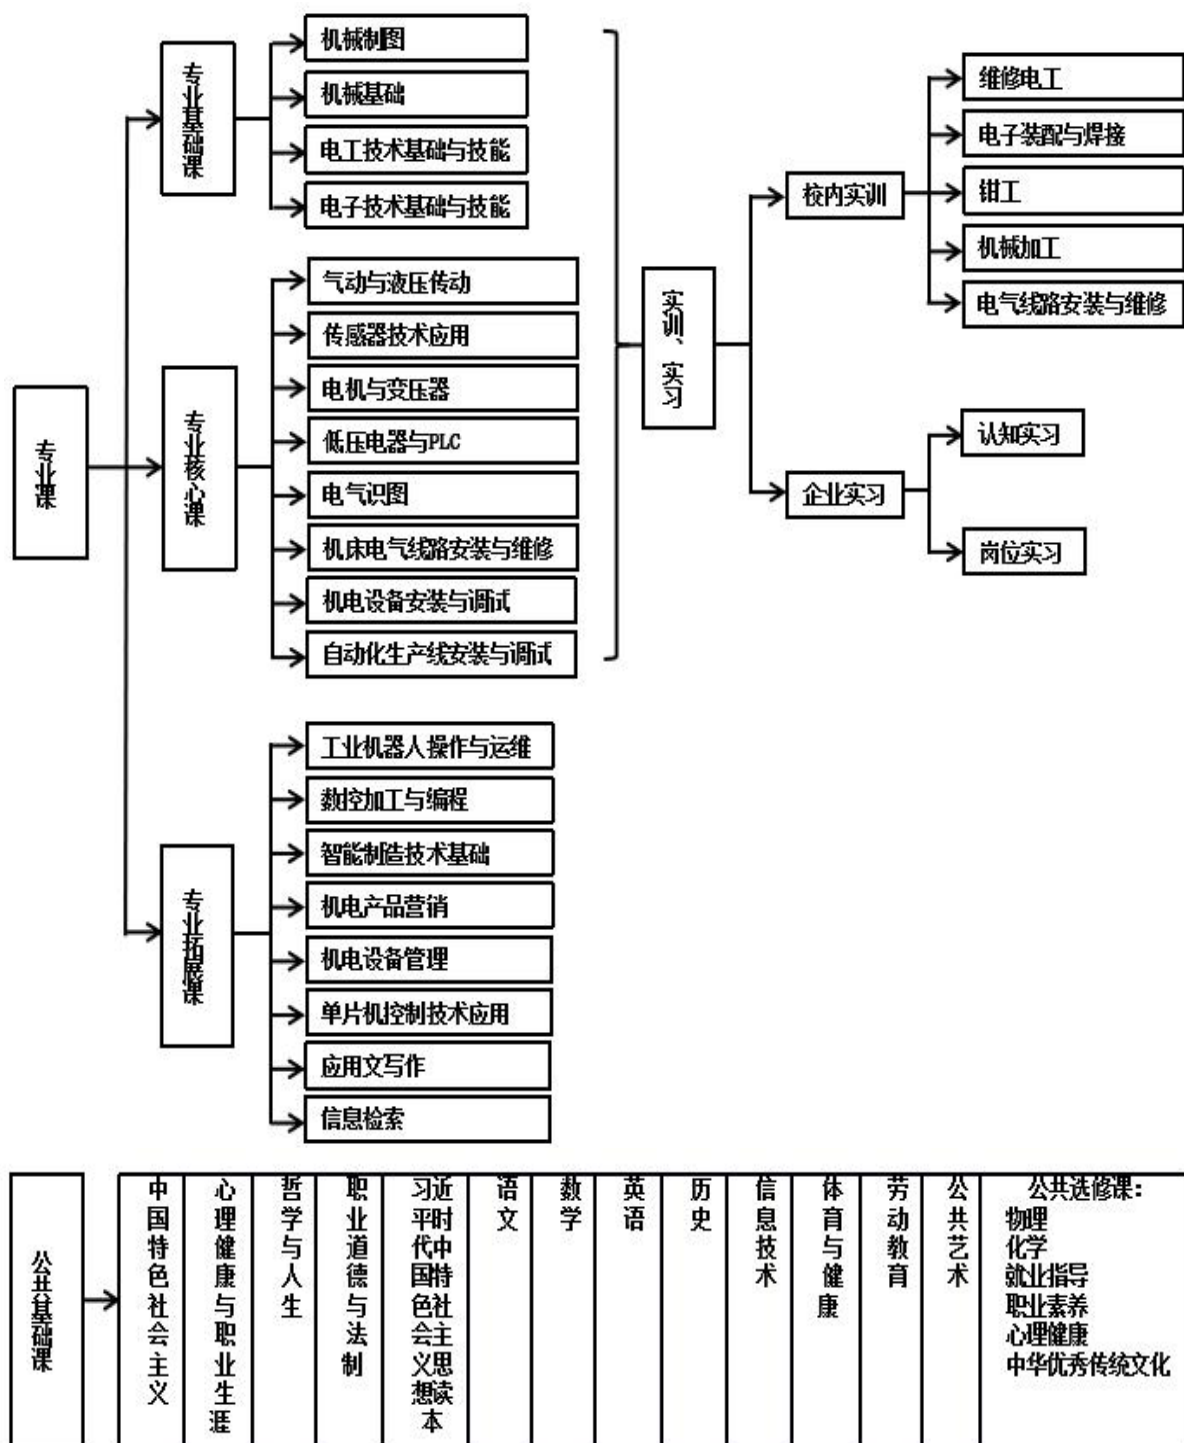 专业课
专业基础课
机械制图
机械基础
电工技术基础与技能
电子技术基础与技能
专业核心课
气动与液压传动
传感器技术应用
电机与变压器
低压电器与PLC
电气识图
机床电气线路安装与维修
机电设备安装与调试
自动化生产线安装与调试
专业拓展课
工业机器人操作与运维
数控加工与编程
智能制造技术基础
机电产品营销
机电设备管理
单片机控制技术应用
应用文写作
信息检索
实训、实习
校内实训
维修电工
电子装配与焊接
钳工
机械加工
电气线路安装与维修
企业实习
认知实习
岗位实习
公共基础课
中国特色社会主义
心理健康与职业生涯
哲学与人生
职业道德与法制
习近平时代中国特色社会主义思想读本
语文
数学
英语
历史
信息技术
体育与健康
劳动教育
公共艺术
公共选修课：
物理
化学
就业指导
职业素养
心理健康
中华优秀传统文化